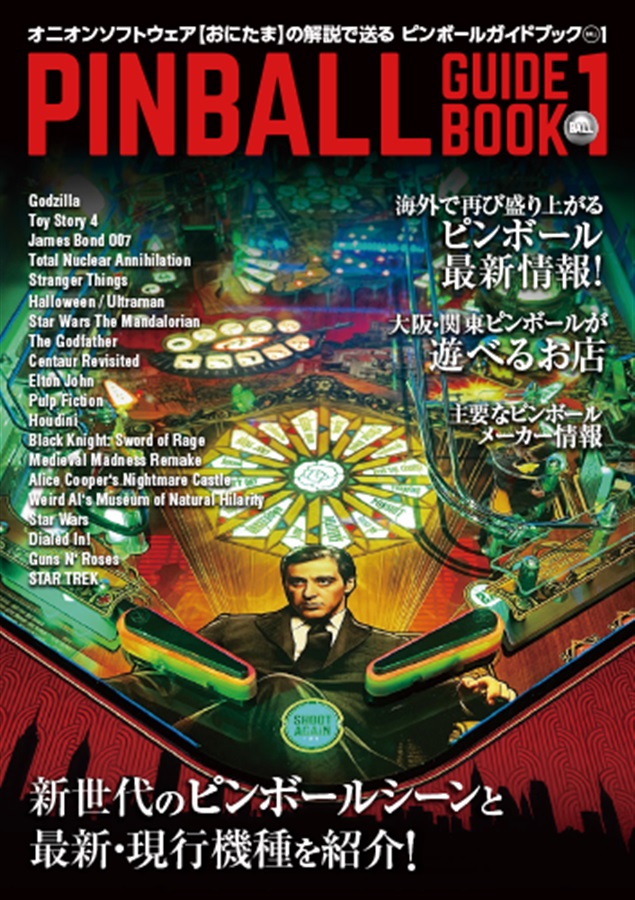 オニオンソフトウェア【おにたま】の解説で送る ピンボールガイドブック BALL 1
PINBALL GUIDE BOOK BALL 1
Godzilla
Toy Story 4
James Bond 007
Total Nuclear Annihilation
Stranger Things
Halloween / Ultraman
Star Wars The Mandalorian
The Godfather
Centaur Revisited
Elton John
Pulp Fiction
Houdini
Black Knight: Sword of Rage
Medieval Madness Remake
Alice Cooper's Nightmare Castle
Weird Al's Museum of Natural Hilarity
Star Wars
Dialed In!
Guns N' Roses
STAR TREK
海外で再び盛り上がる
ピンボール
最新情報!
大阪・関東ピンボールが
遊べるお店
主要なピンボール
メーカー情報
SHOOT
AGAIN
新世代のピンボールシーンと
最新・現行機種を紹介!